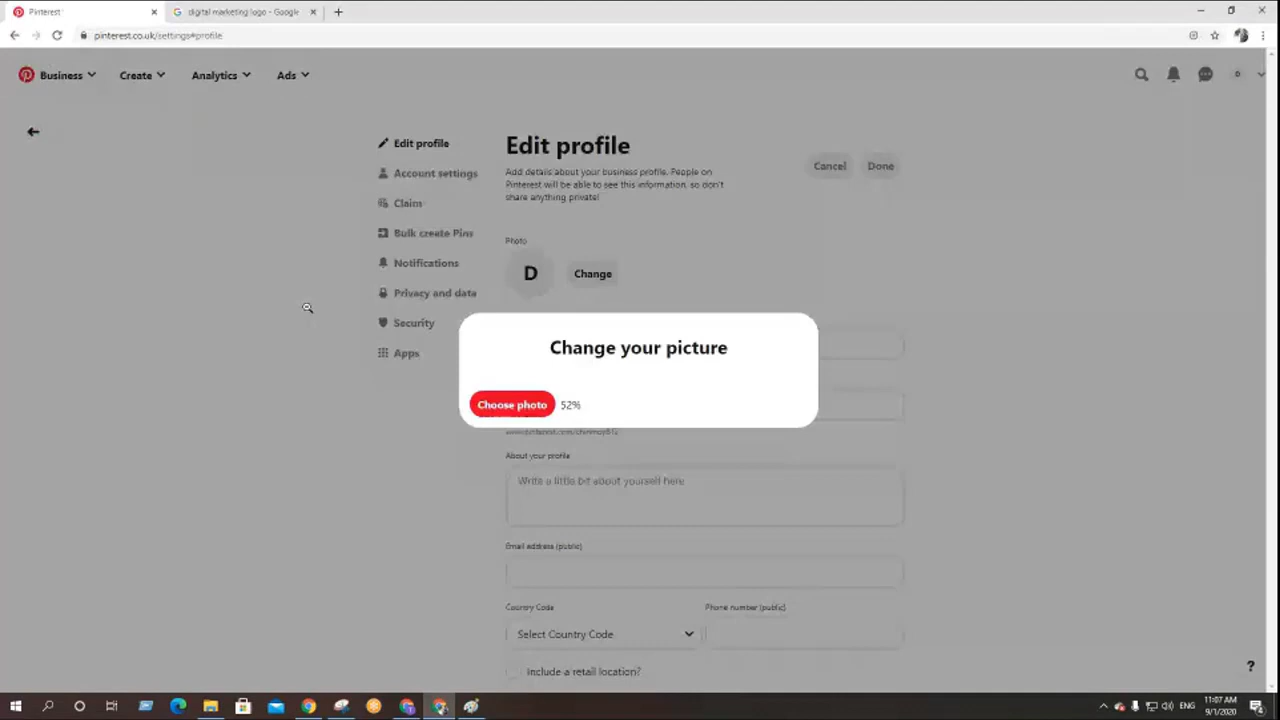 Pinterest
digital marketing logo - Google
pinterest.co.uk/settings#profile
Business
Create
Analytics
Ads
Edit profile
Account settings
Claim
Bulk create Pins
Notifications
Privacy and data
Security
Apps
Edit profile
Add details about your business profile. People on
Pinterest will be able to see this information, so don't
share anything private!
Cancel
Done
Photo
D
Change
Change your picture
Choose photo
52%
About your profile
Write a little bit about yourself here
Email address (public)
Country Code
Phone number (public)
Select Country Code
Include a retail location?
?
ENG
11:07 AM
9/1/2020